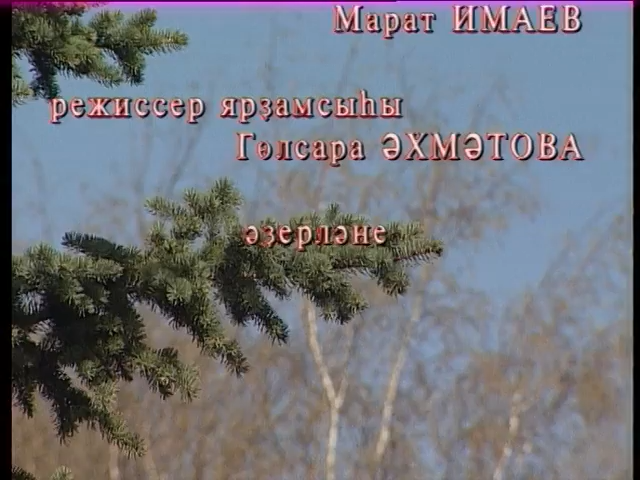 Марат ИМАЕВ
режиссер ярҙамсыһы
Гөлсара ӘХМӘТОВА
әҙерләне